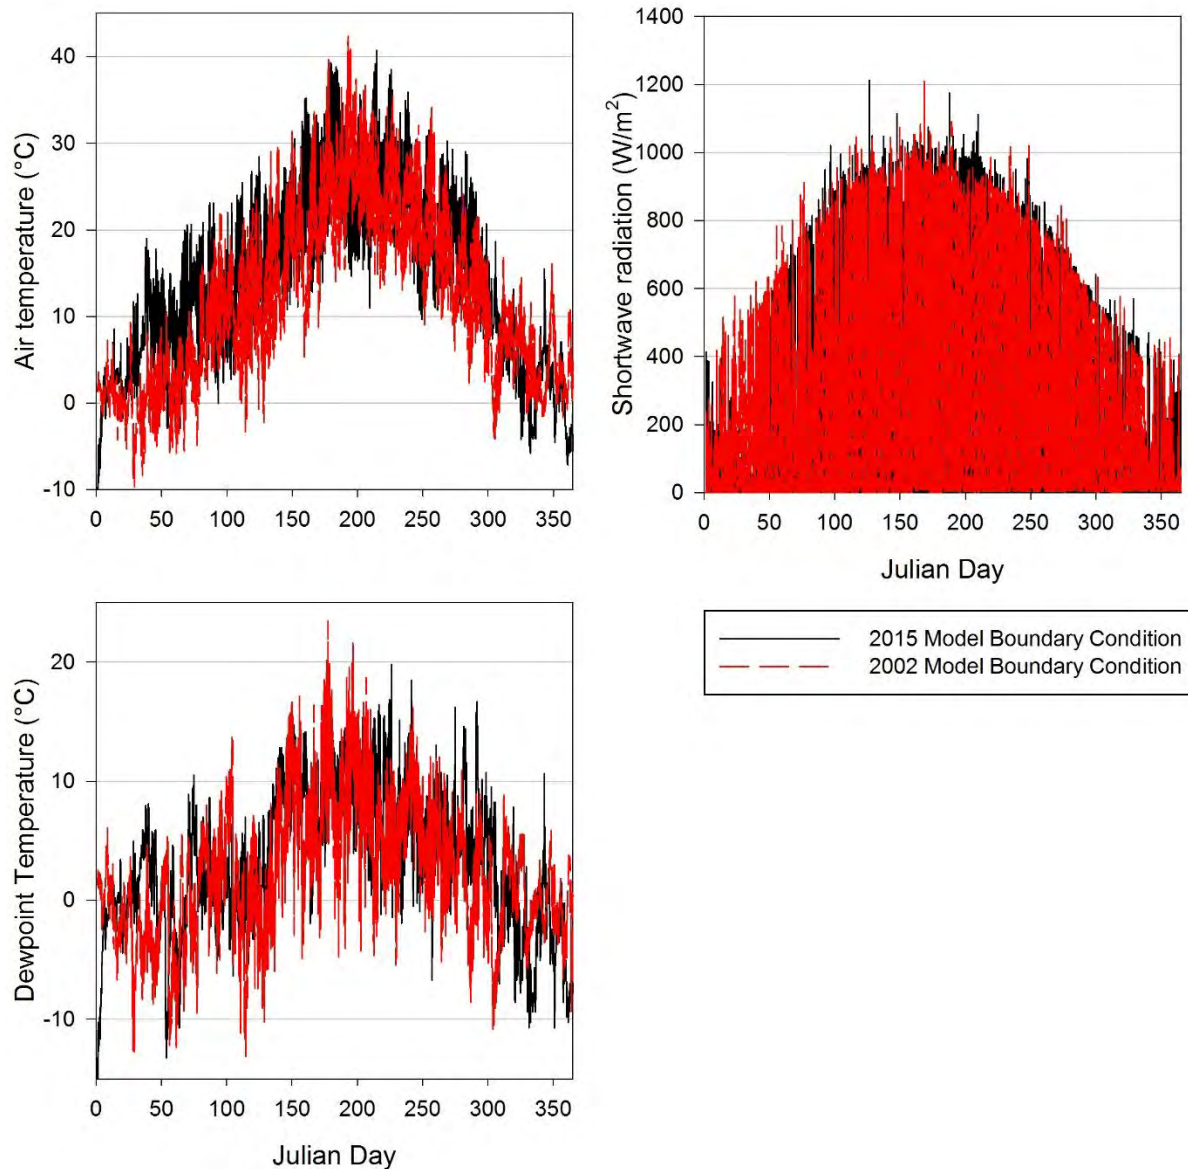 Air temperature (°C)
40
30
20
10
0
-10
0 50 100 150 200 250 300 350
Shortwave radiation (W/m²)
1400
1200
1000
800
600
400
200
0
0 50 100 150 200 250 300 350
Julian Day
2015 Model Boundary Condition
2002 Model Boundary Condition
Dewpoint Temperature (°C)
20
10
0
-10
0 50 100 150 200 250 300 350
Julian Day